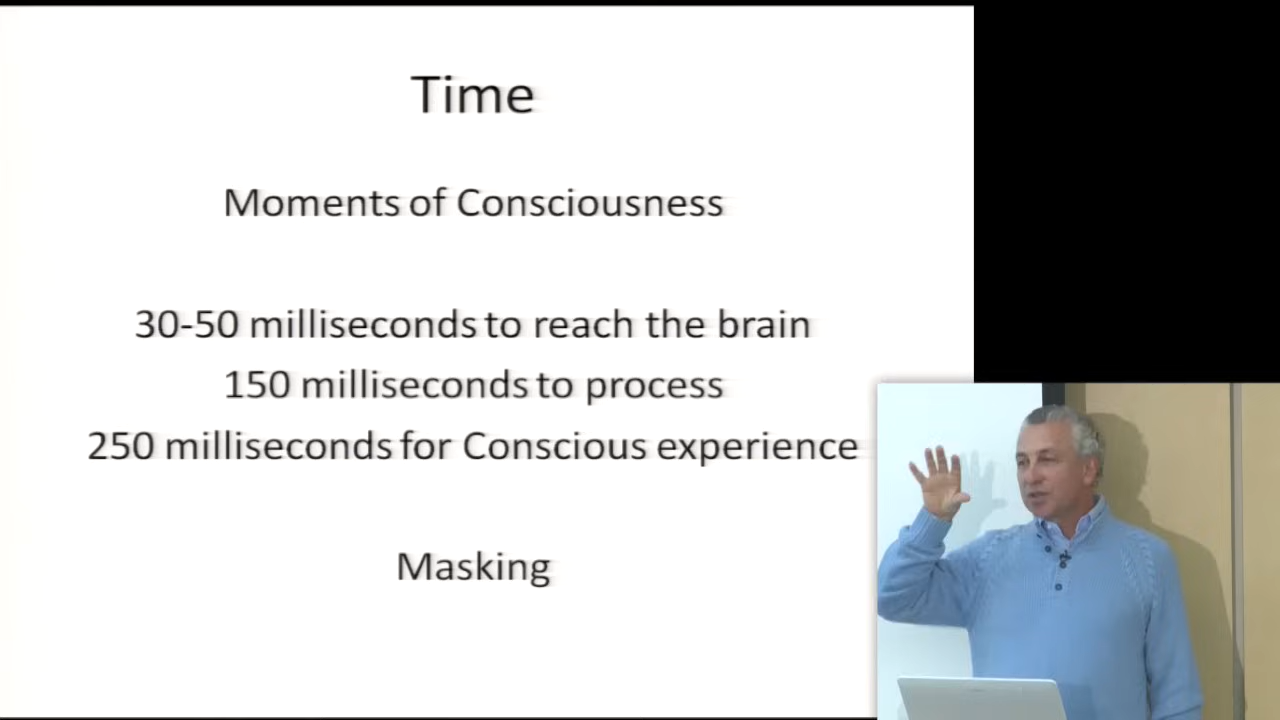 Time
Moments of Consciousness
30-50 milliseconds to reach the brain
150 milliseconds to process
250 milliseconds for Conscious experience
Masking